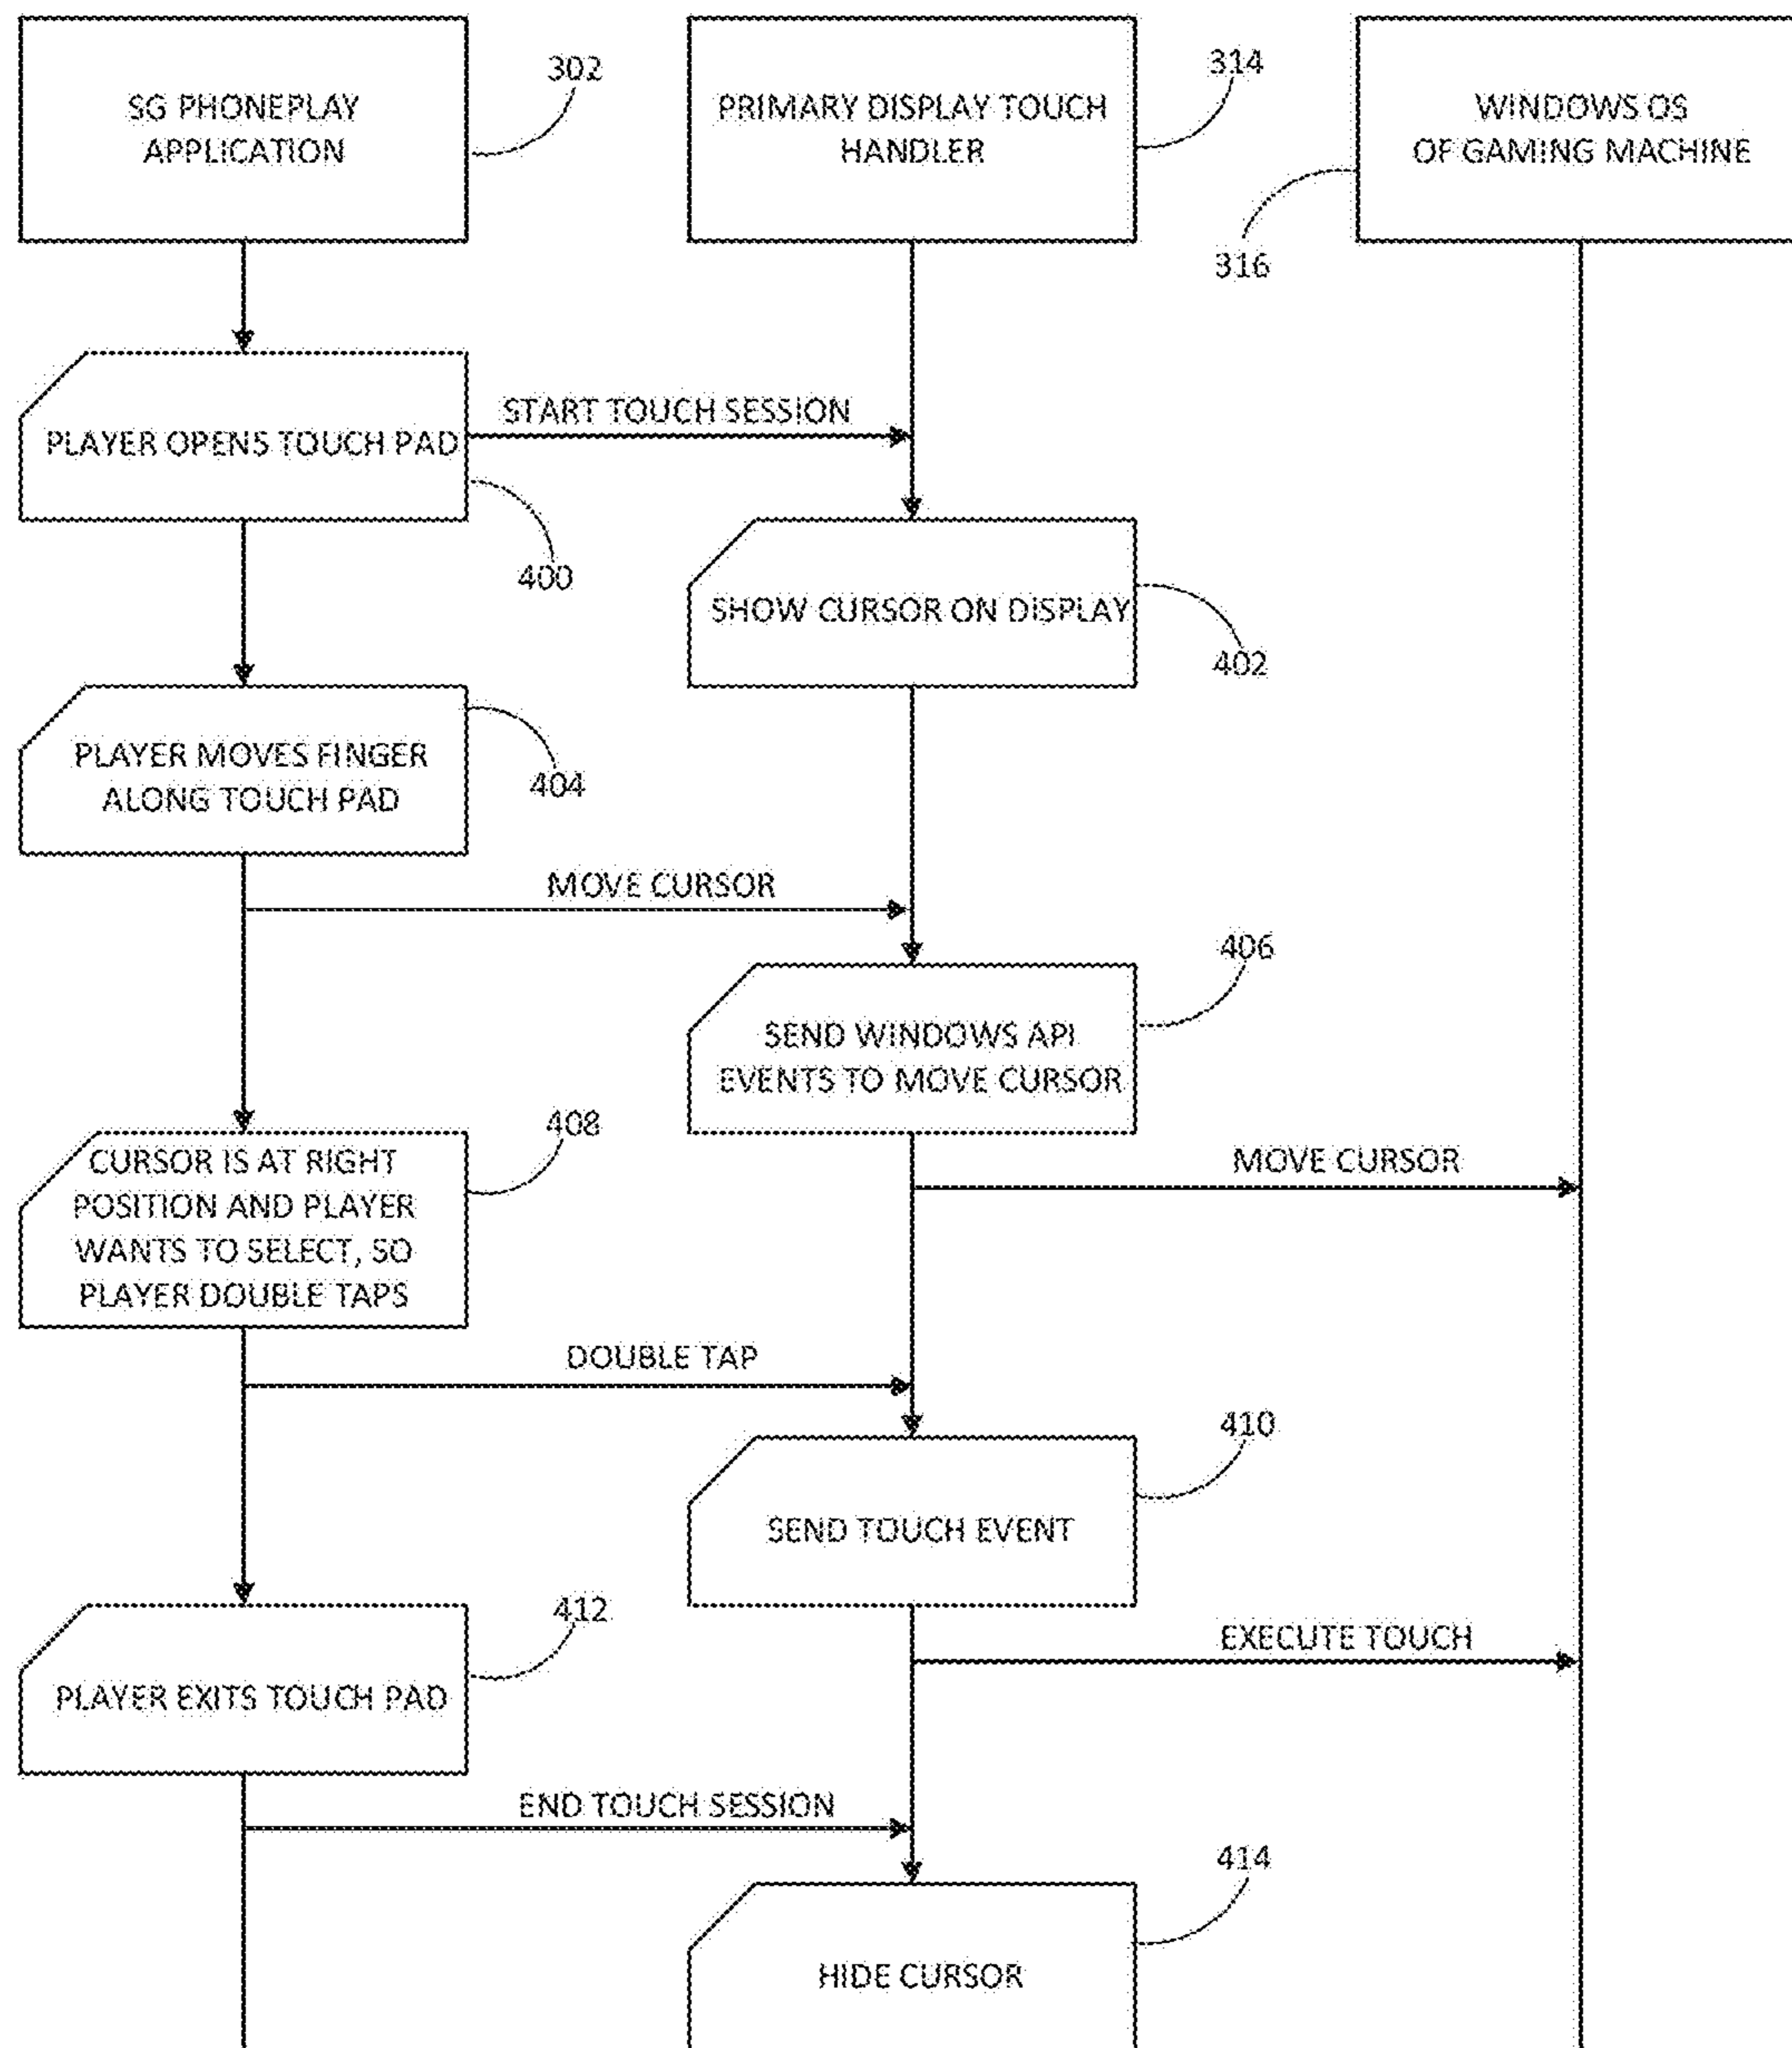 SG PHONEPLAY
APPLICATION
302
PRIMARY DISPLAY TOUCH
HANDLER
314
WINDOWS OS
OF GAMING MACHINE
316
PLAYER OPENS TOUCH PAD
START TOUCH SESSION
400
SHOW CURSOR ON DISPLAY
402
PLAYER MOVES FINGER
ALONG TOUCH PAD
404
MOVE CURSOR
406
SEND WINDOWS API
EVENTS TO MOVE CURSOR
408
CURSOR IS AT RIGHT
POSITION AND PLAYER
WANTS TO SELECT, SO
PLAYER DOUBLE TAPS
MOVE CURSOR
DOUBLE TAP
410
SEND TOUCH EVENT
412
PLAYER EXITS TOUCH PAD
EXECUTE TOUCH
END TOUCH SESSION
414
HIDE CURSOR